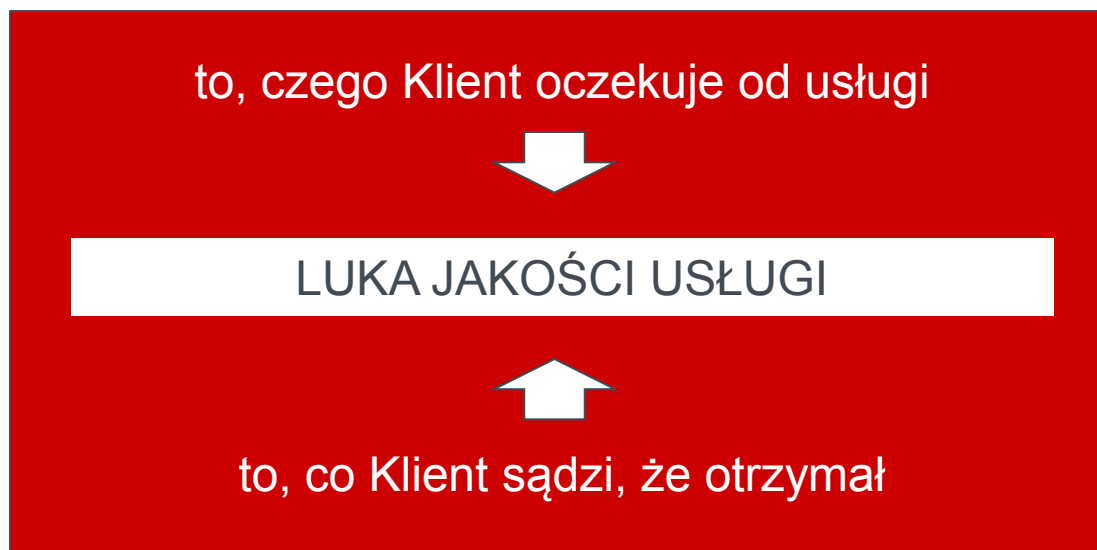 to, czego Klient oczekuje od usługi
LUKA JAKOŚCI USŁUGI
to, co Klient sądzi, że otrzymał